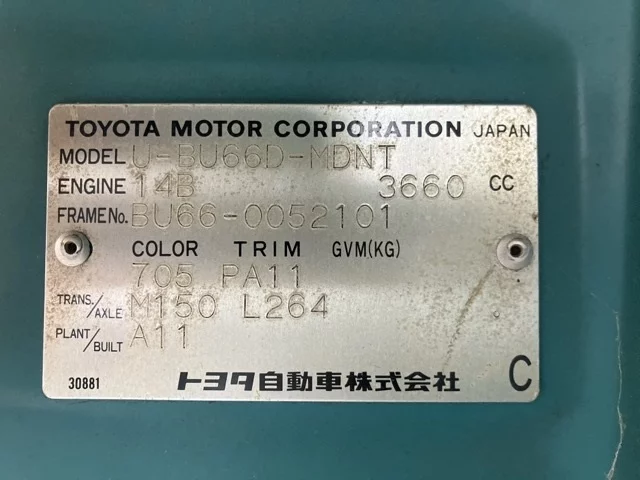 TOYOTA MOTOR CORPORATION JAPAN
MODEL U-BU66D-MDNT
ENGINE 14B 3660 CC
FRAME No. BU66-0052101
COLOR TRIM GVM(KG)
705 PA11
TRANS./AXLE M150 L264
PLANT/BUILT A11
30881 トヨタ自動車株式会社 C